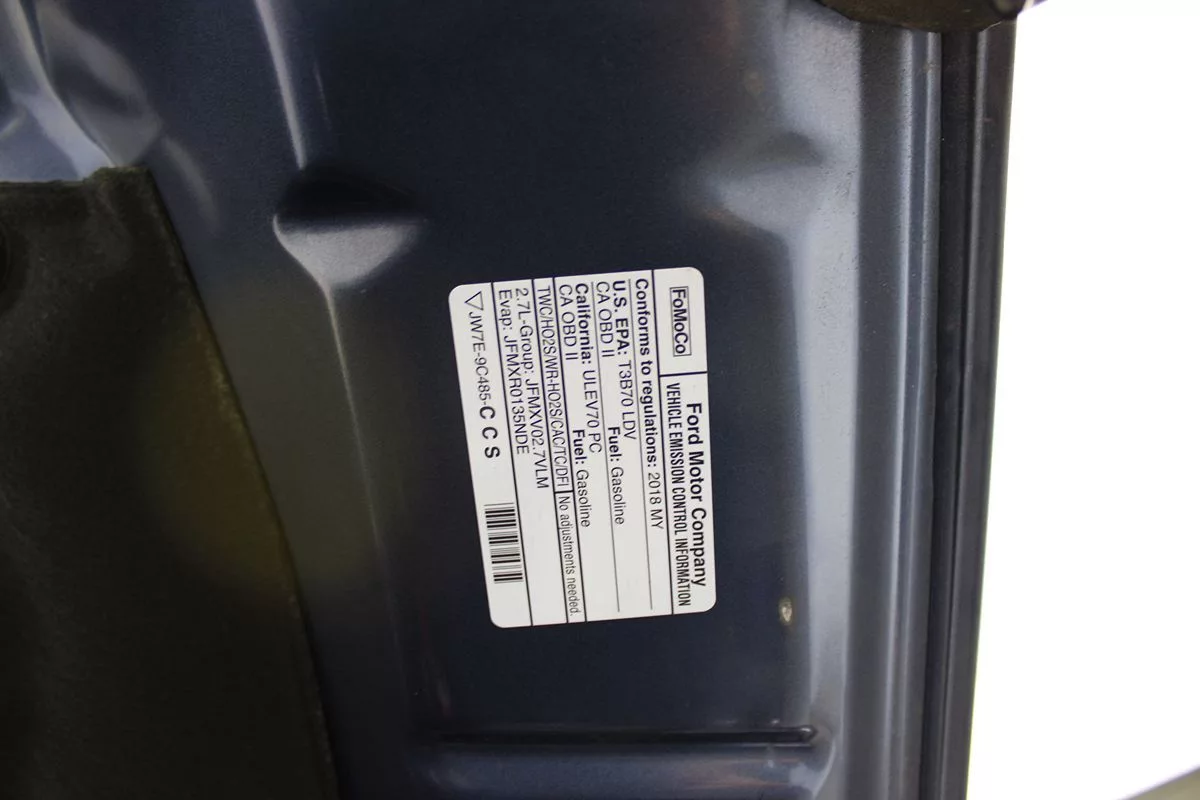 FoMoCo
Ford Motor Company
VEHICLE EMISSION CONTROL INFORMATION
Conforms to regulations: 2018 MY
U.S. EPA: T3B70 LDV Fuel: Gasoline
CA OBD II
California: ULEV70 PC Fuel: Gasoline
CA OBD II
TWC/HO2S/WR-HO2S/CAC/TC/DFI No adjustments needed.
2.7L-Group: JFMXV02.7VLM
Evap: JFMXR0135NDE
JW7E-9C485-C C S